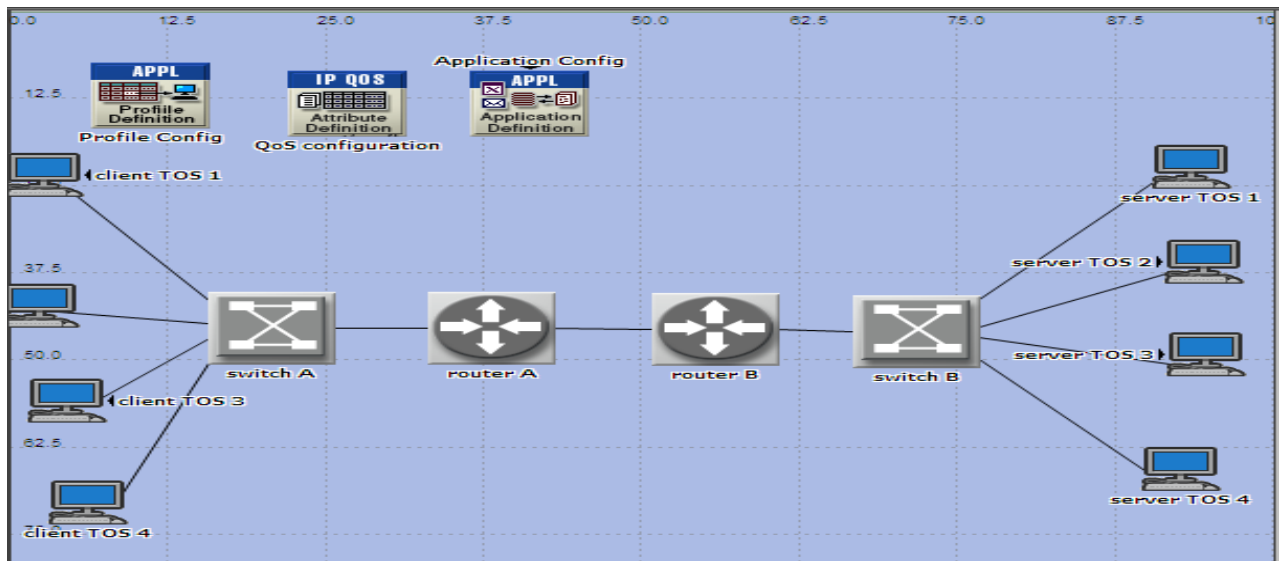 0.0 12.5 25.0 37.5 50.0 62.5 75.0 87.5 10
Application Config
APPL
Profile
Definition
Profile Config
IP QOS
Attribute
Definition
QoS configuration
APPL
Application
Definition
12.5
client TOS 1
server TOS 1
37.5
server TOS 2
50.0
switch A
router A
router B
switch B
server TOS 3
client TOS 3
62.5
server TOS 4
client TOS 4